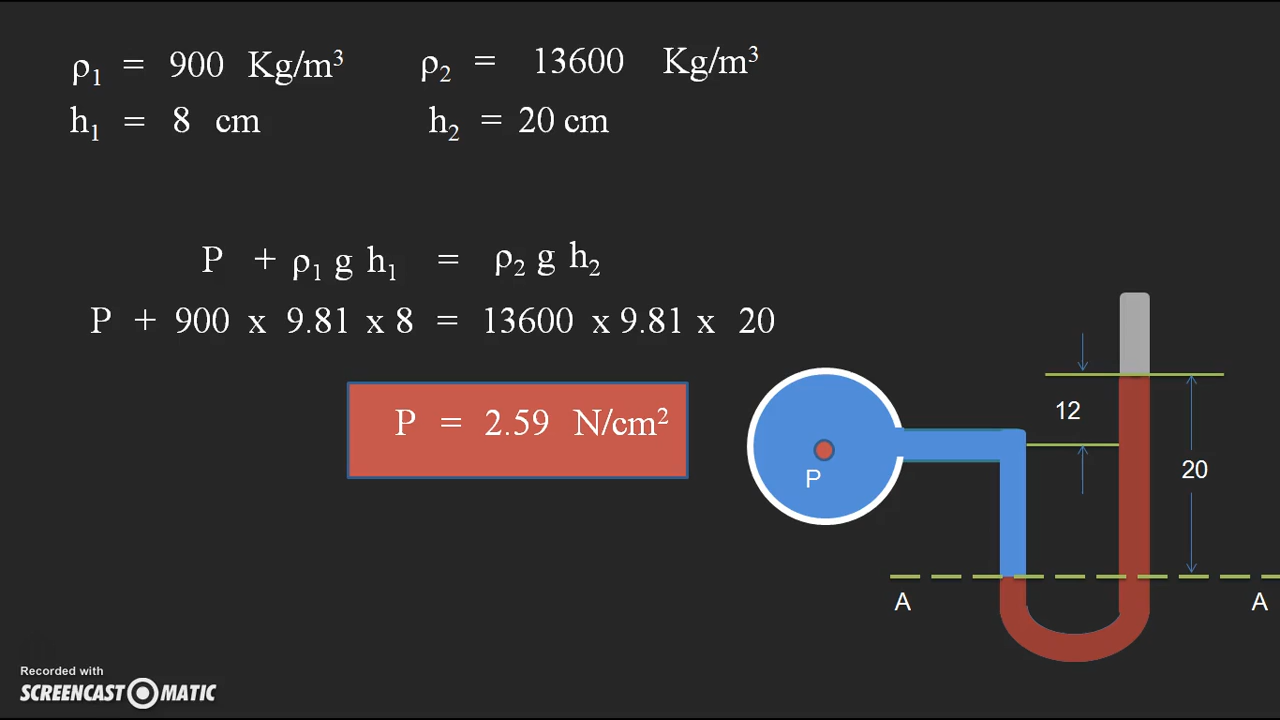 ρ₁ = 900 Kg/m³ ρ₂ = 13600 Kg/m³
h₁ = 8 cm h₂ = 20 cm
P + ρ₁ g h₁ = ρ₂ g h₂
P + 900 x 9.81 x 8 = 13600 x 9.81 x 20
P = 2.59 N/cm²
12
20
P
A A
Recorded with
SCREENCAST MATIC